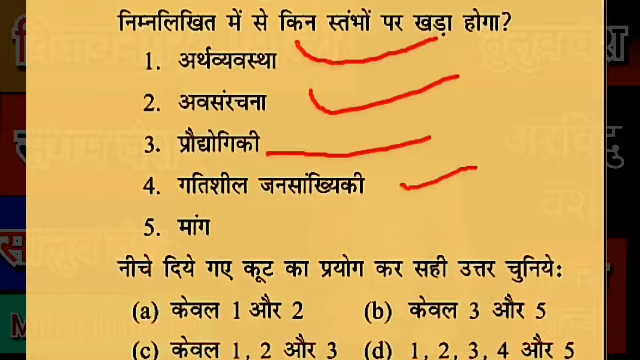 निम्नलिखित में से किन स्तंभों पर खड़ा होगा?
1. अर्थव्यवस्था
2. अवसंरचना
3. प्रौद्योगिकी
4. गतिशील जनसांख्यिकी
5. मांग
नीचे दिये गए कूट का प्रयोग कर सही उत्तर चुनिये:
(a) केवल 1 और 2 (b) केवल 3 और 5
(c) केवल 1, 2 और 3 (d) 1, 2, 3, 4 और 5